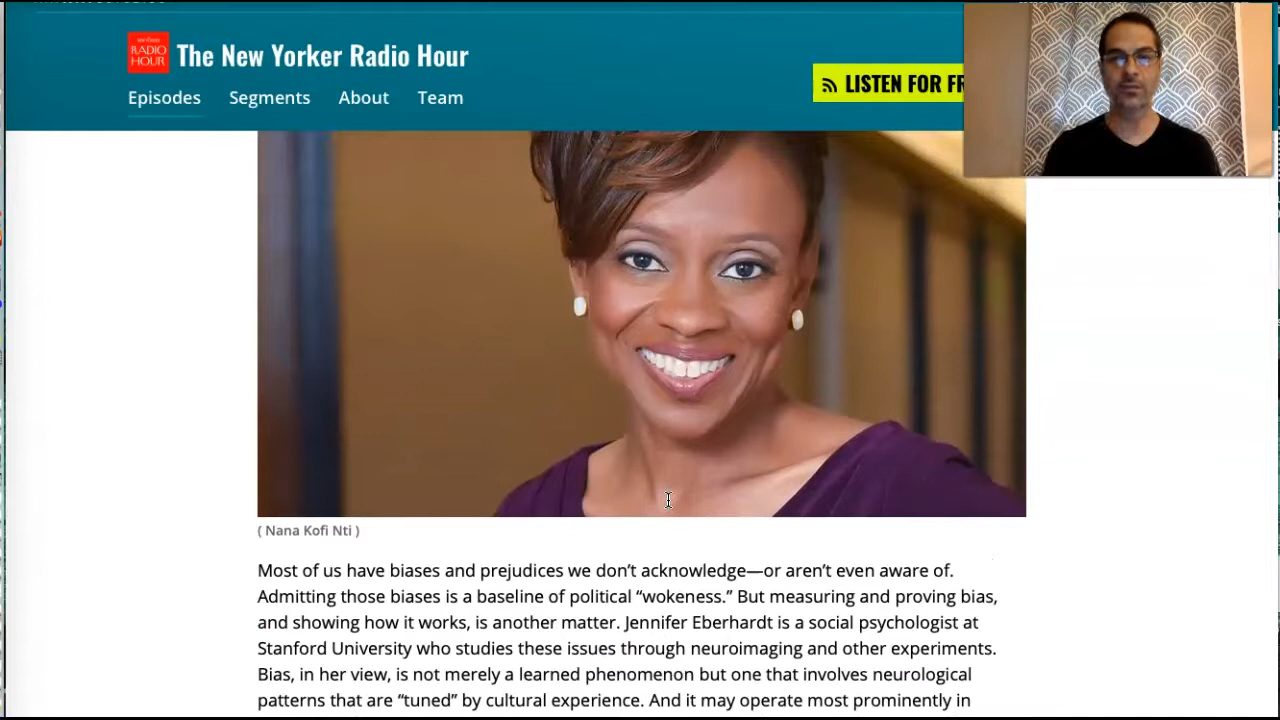 RADIO
HOUR
The New Yorker Radio Hour
Episodes Segments About Team
LISTEN FOR
( Nana Kofi Nti )
Most of us have biases and prejudices we don’t acknowledge—or aren’t even aware of.
Admitting those biases is a baseline of political “wokeness.” But measuring and proving bias,
and showing how it works, is another matter. Jennifer Eberhardt is a social psychologist at
Stanford University who studies these issues through neuroimaging and other experiments.
Bias, in her view, is not merely a learned phenomenon but one that involves neurological
patterns that are “tuned” by cultural experience. And it may operate most prominently in